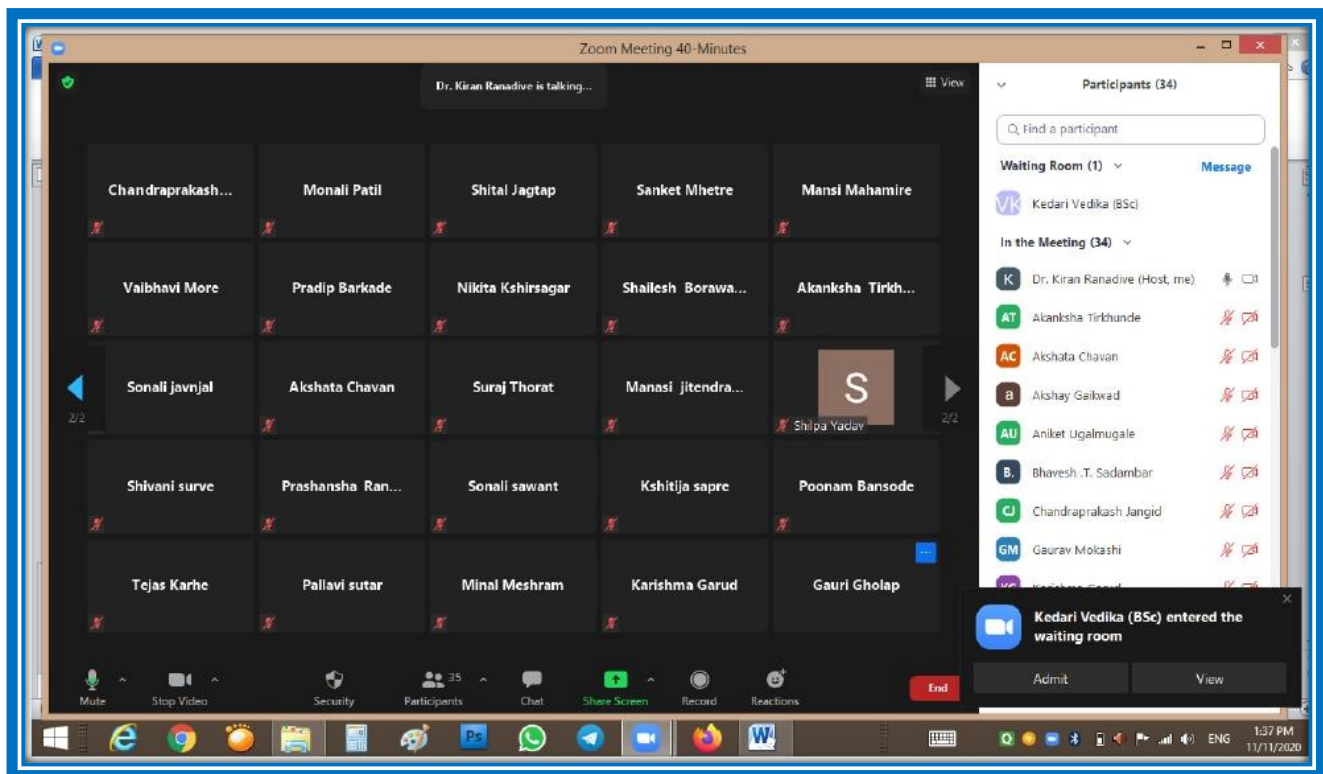 Zoom Meeting 40-Minutes
Dr. Kiran Ranadive is talking...
View
Chandraprakash... Monali Patil Shital Jagtap Sanket Mhetre Mansi Mahamire
Vaibhavi More Pradip Barkade Nikita Kshirsagar Shailesh Borawa... Akanksha Tirkh...
Sonali javnjal Akshata Chavan Suraj Thorat Manasi jitendra... S
Shilpa Yadav
2/2 2/2
Shivani surve Prashansha Ran... Sonali sawant Kshitija sapre Poonam Bansode
Tejas Karhe Pallavi sutar Minal Meshram Karishma Garud Gauri Gholap
Mute Stop Video Security Participants 35 Chat Share Screen Record Reactions End
Participants (34)
Find a participant
Waiting Room (1) Message
VK Kedari Vedika (BSc)
In the Meeting (34)
K Dr. Kiran Ranadive (Host, me)
AT Akanksha Tirkhunde
AC Akshata Chavan
a Akshay Gaikwad
AU Aniket Ugalmugale
B. Bhavesh .T. Sadambar
CJ Chandraprakash Jangid
GM Gaurav Mokashi
Kedari Vedika (BSc) entered the
waiting room
Admit View
Ps W ENG 1:37 PM
11/11/2020